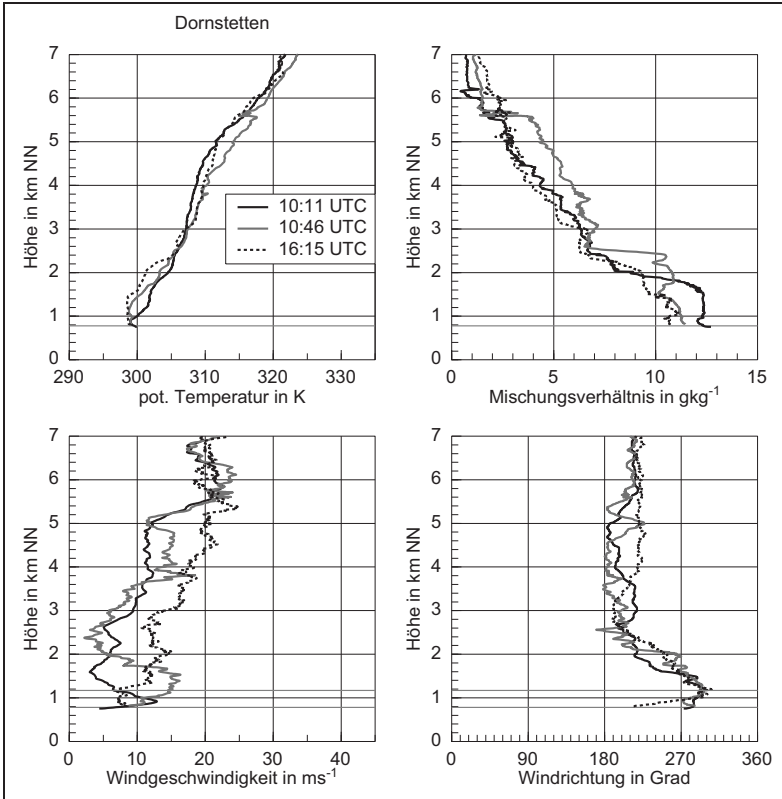 Dornstetten
7
6
5
4
3
2
1
0
Höhe in km NN
290 300 310 320 330
pot. Temperatur in K
10:11 UTC
10:46 UTC
16:15 UTC
7
6
5
4
3
2
1
0
Höhe in km NN
0 5 10 15
Mischungsverhältnis in gkg-1
7
6
5
4
3
2
1
0
Höhe in km NN
0 10 20 30 40
Windgeschwindigkeit in ms-1
7
6
5
4
3
2
1
0
Höhe in km NN
0 90 180 270 360
Windrichtung in Grad